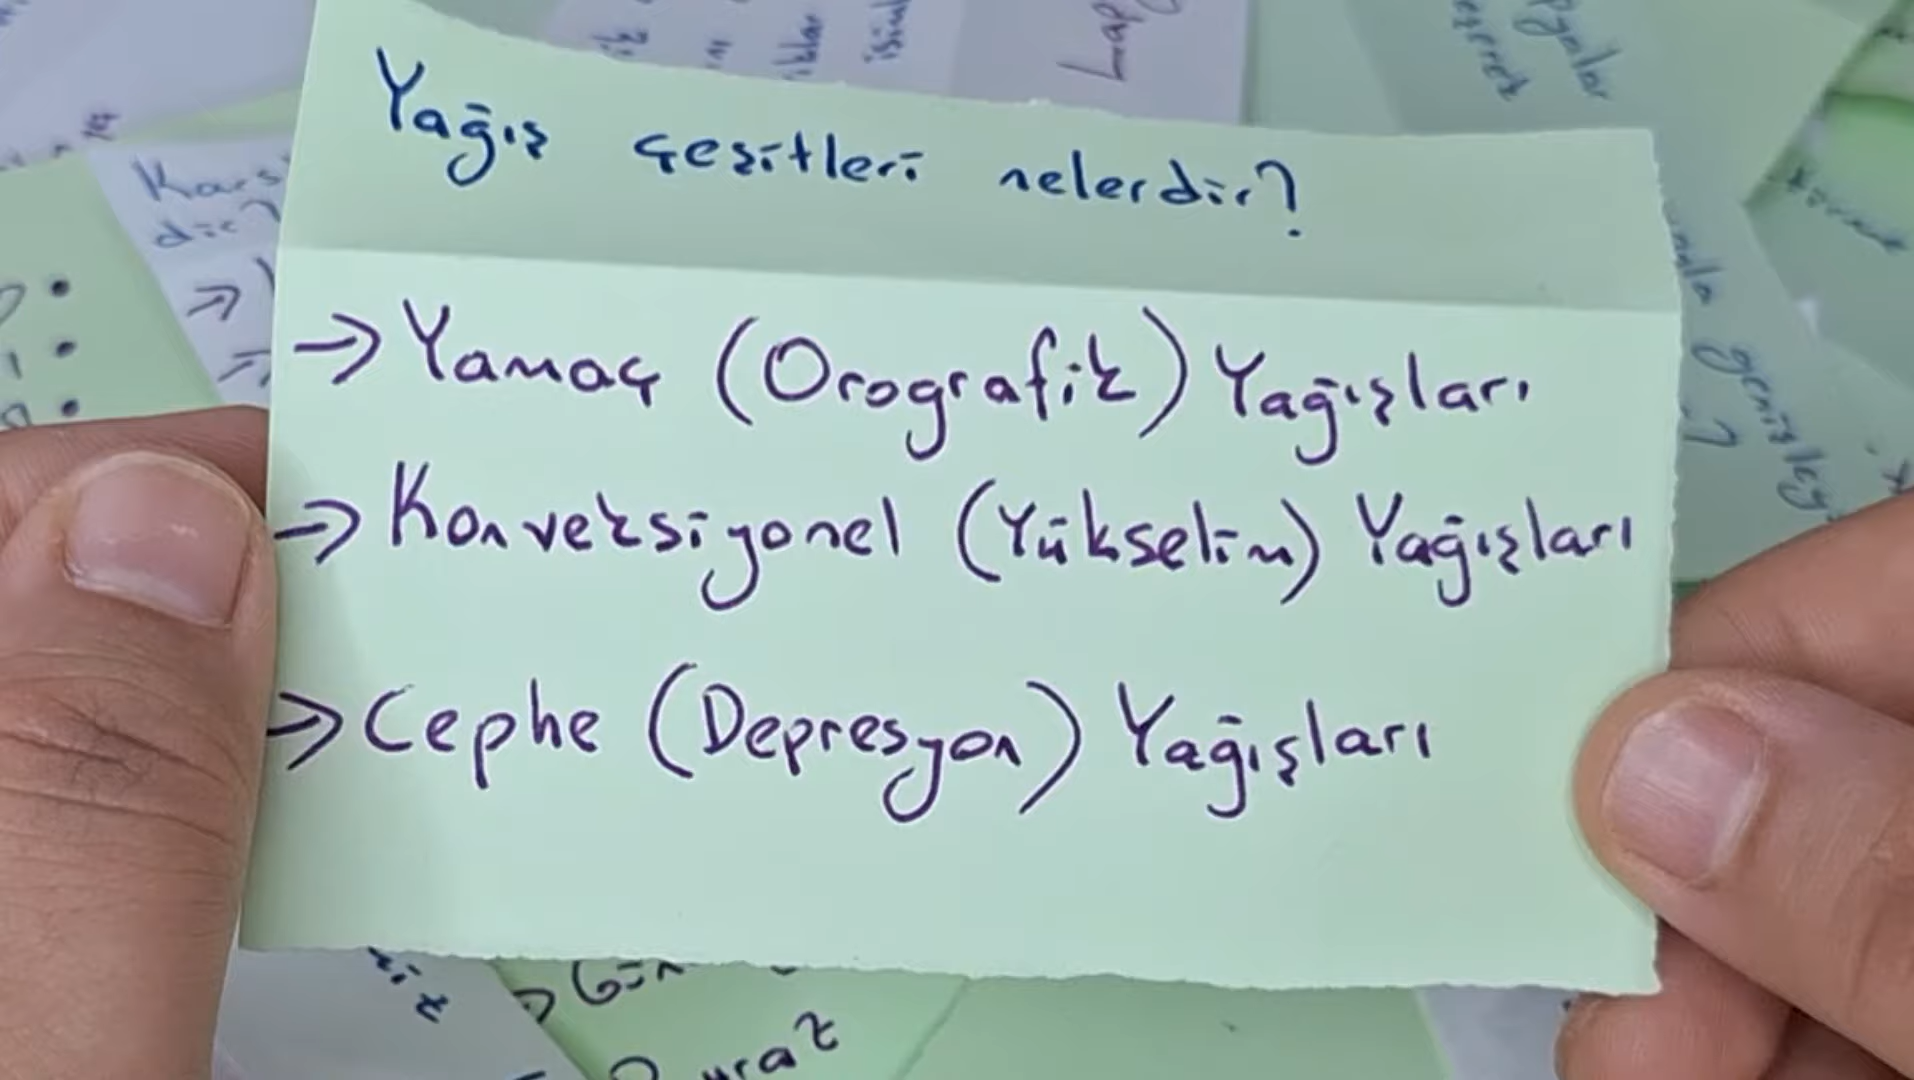 Yağış çeşitleri nelerdir?
→ Yamaç (Orografik) Yağışları
→ Konveksiyonel (Yükselim) Yağışları
→ Cephe (Depresyon) Yağışları